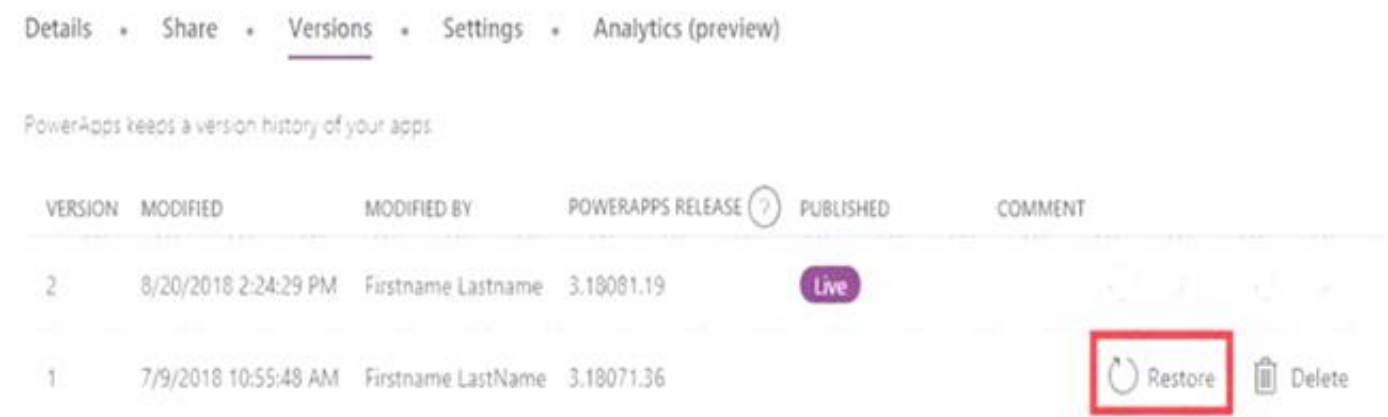 Details • Share • Versions • Settings • Analytics (preview)
PowerApps keeps a version history of your apps.
VERSION MODIFIED MODIFIED BY POWERAPPS RELEASE ? PUBLISHED COMMENT
2 8/20/2018 2:24:29 PM Firstname Lastname 3.18081.19 Live
1 7/9/2018 10:55:48 AM Firstname LastName 3.18071.36 Restore Delete